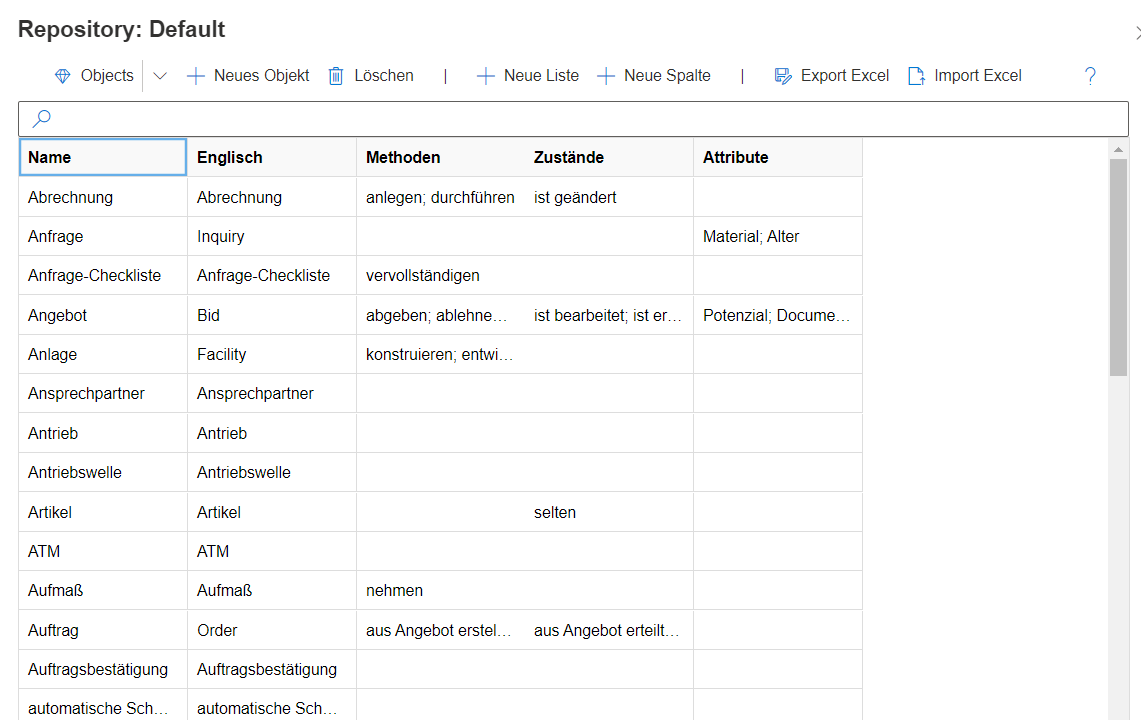 Repository: Default
Objects Neues Objekt Löschen | Neue Liste Neue Spalte | Export Excel Import Excel ?
Name Englisch Methoden Zustände Attribute
Abrechnung Abrechnung anlegen; durchführen ist geändert
Anfrage Inquiry Material; Alter
Anfrage-Checkliste Anfrage-Checkliste vervollständigen
Angebot Bid abgeben; ablehne… ist bearbeitet; ist er… Potenzial; Docume…
Anlage Facility konstruieren; entwi…
Ansprechpartner Ansprechpartner
Antrieb Antrieb
Antriebswelle Antriebswelle
Artikel Artikel selten
ATM ATM
Aufmaß Aufmaß nehmen
Auftrag Order aus Angebot erstel… aus Angebot erteilt…
Auftragsbestätigung Auftragsbestätigung
automatische Sch… automatische Sch…